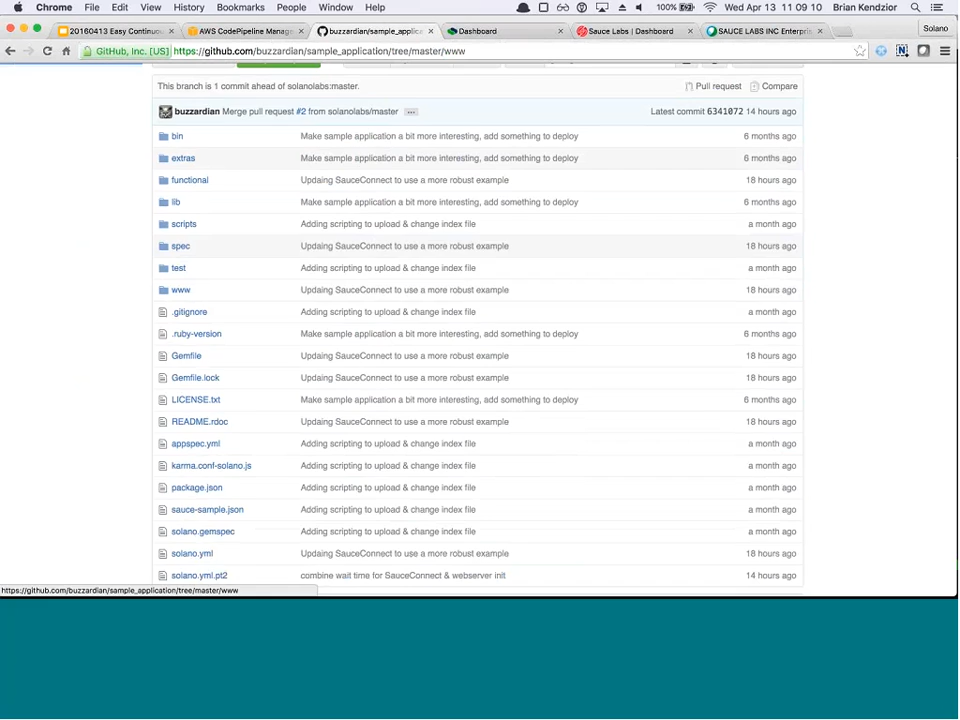 Chrome File Edit View History Bookmarks People Window Help 100% Wed Apr 13 11 09 10 Brian Kendzior
20160413 Easy Continuou AWS CodePipeline Manag buzzardian/sample_applica Dashboard Sauce Labs | Dashboard SAUCE LABS INC Enterpris Solano
GitHub, Inc. [US] https://github.com/buzzardian/sample_application/tree/master/www
This branch is 1 commit ahead of solanolabs:master. Pull request Compare
buzzardian Merge pull request #2 from solanolabs/master ... Latest commit 6341072 14 hours ago
bin Make sample application a bit more interesting, add something to deploy 6 months ago
extras Make sample application a bit more interesting, add something to deploy 6 months ago
functional Updaing SauceConnect to use a more robust example 18 hours ago
lib Make sample application a bit more interesting, add something to deploy 6 months ago
scripts Adding scripting to upload & change index file a month ago
spec Updaing SauceConnect to use a more robust example 18 hours ago
test Adding scripting to upload & change index file a month ago
www Updaing SauceConnect to use a more robust example 18 hours ago
.gitignore Adding scripting to upload & change index file a month ago
.ruby-version Make sample application a bit more interesting, add something to deploy 6 months ago
Gemfile Updaing SauceConnect to use a more robust example 18 hours ago
Gemfile.lock Updaing SauceConnect to use a more robust example 18 hours ago
LICENSE.txt Make sample application a bit more interesting, add something to deploy 6 months ago
README.rdoc Updaing SauceConnect to use a more robust example 18 hours ago
appspec.yml Adding scripting to upload & change index file a month ago
karma.conf-solano.js Adding scripting to upload & change index file a month ago
package.json Adding scripting to upload & change index file a month ago
sauce-sample.json Adding scripting to upload & change index file a month ago
solano.gemspec Adding scripting to upload & change index file a month ago
solano.yml Updaing SauceConnect to use a more robust example 18 hours ago
solano.yml.pt2 combine wait time for SauceConnect & webserver init 14 hours ago
https://github.com/buzzardian/sample_application/tree/master/www